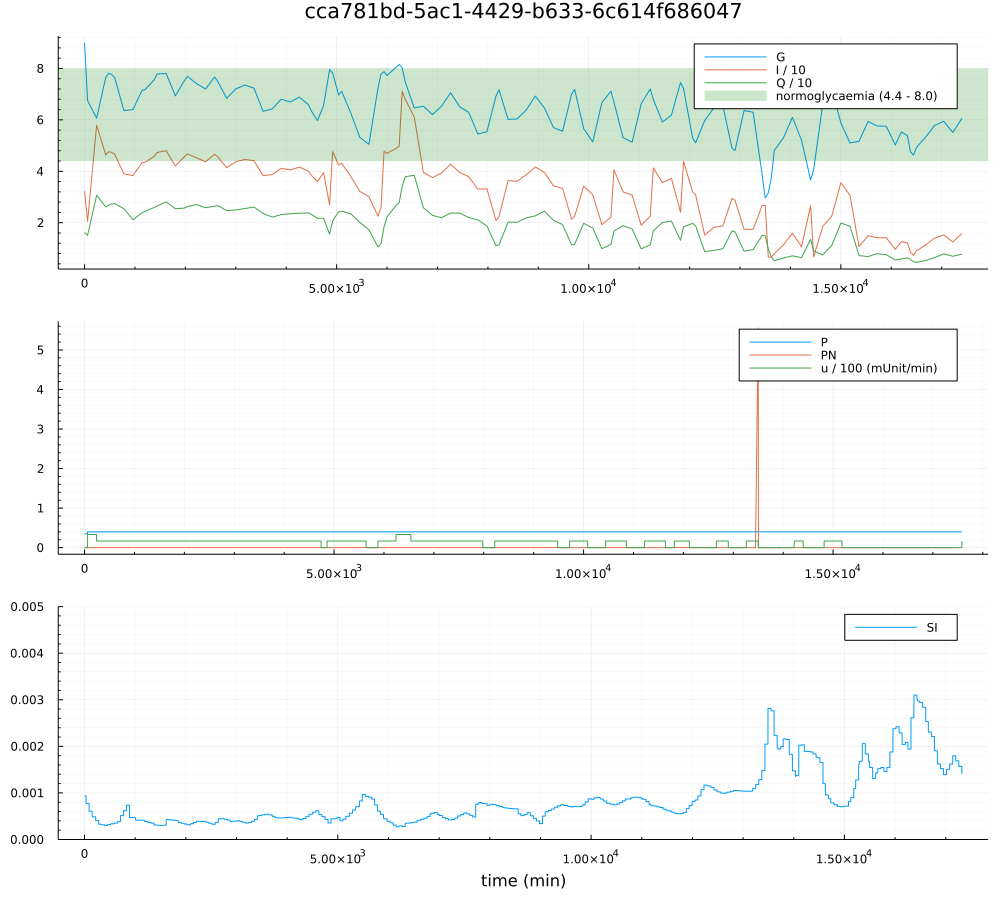 cca781bd-5ac1-4429-b633-6c614f686047
G
I / 10
Q / 10
normoglycaemia (4.4 - 8.0)
8
6
4
2
0
5.00×10³
1.00×10⁴
1.50×10⁴
P
PN
u / 100 (mUnit/min)
5
4
3
2
1
0
0
5.00×10³
1.00×10⁴
1.50×10⁴
SI
0.005
0.004
0.003
0.002
0.001
0.000
0
5.00×10³
1.00×10⁴
1.50×10⁴
time (min)